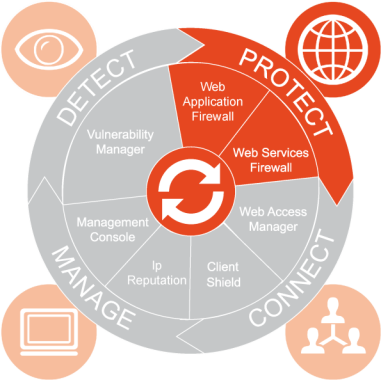 DETECT
PROTECT
Web
Application
Firewall
Vulnerability
Manager
Web Services
Firewall
Management
Console
Web Access
Manager
Ip
Reputation
Client
Shield
MANAGE
CONNECT